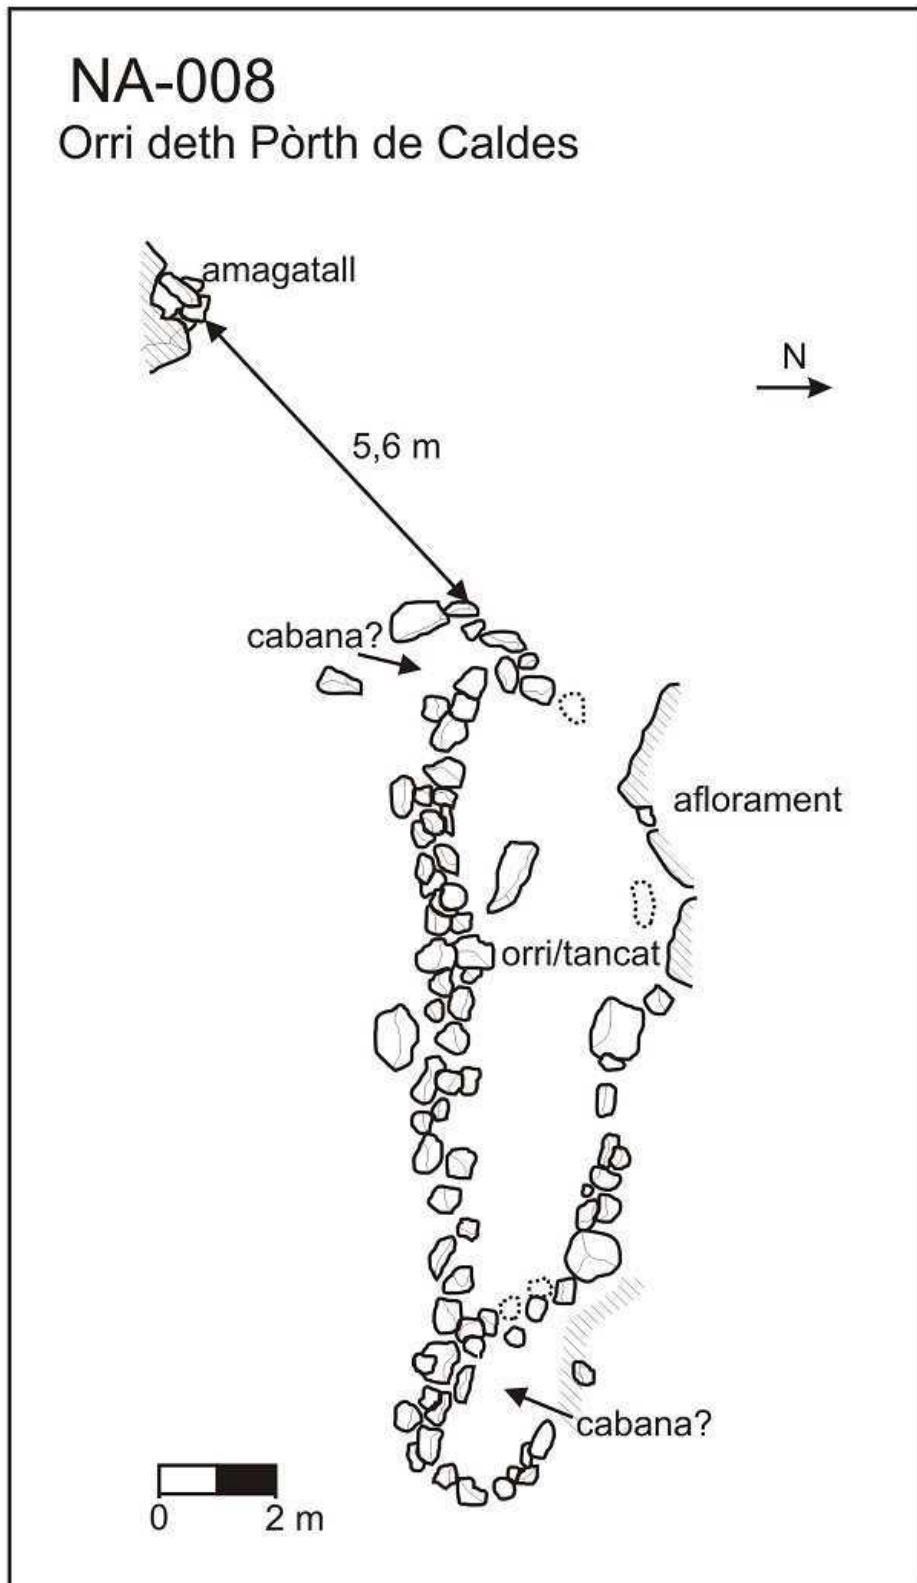 NA-008
Orri deth Pòrth de Caldes
amagatall
N
5,6 m
cabana?
aflorament
orri/tancat
cabana?
0 2 m